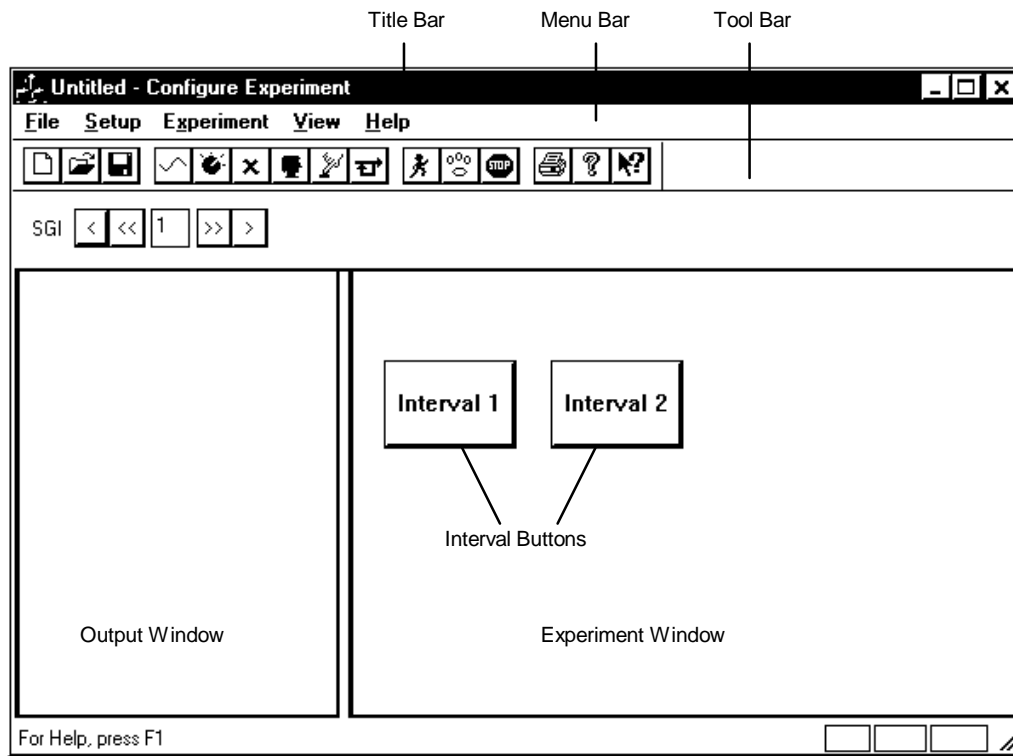 Title Bar Menu Bar Tool Bar
Untitled - Configure Experiment
File Setup Experiment View Help
STOP ? ?
SGI < << 1 >> >
Interval 1 Interval 2
Interval Buttons
Output Window Experiment Window
For Help, press F1